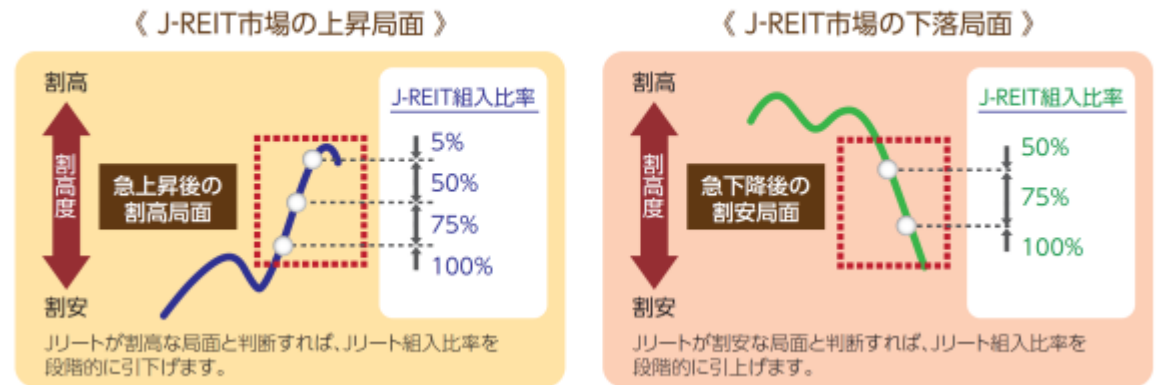 《 J-REIT市場の上昇局面 》
割高
割高度
割安
急上昇後の
割高局面
J-REIT組入比率
5%
50%
75%
100%
Jリートが割高な局面と判断すれば、Jリート組入比率を
段階的に引下げます。
《 J-REIT市場の下落局面 》
割高
割高度
割安
急下降後の
割安局面
J-REIT組入比率
50%
75%
100%
Jリートが割安な局面と判断すれば、Jリート組入比率を
段階的に引上げます。